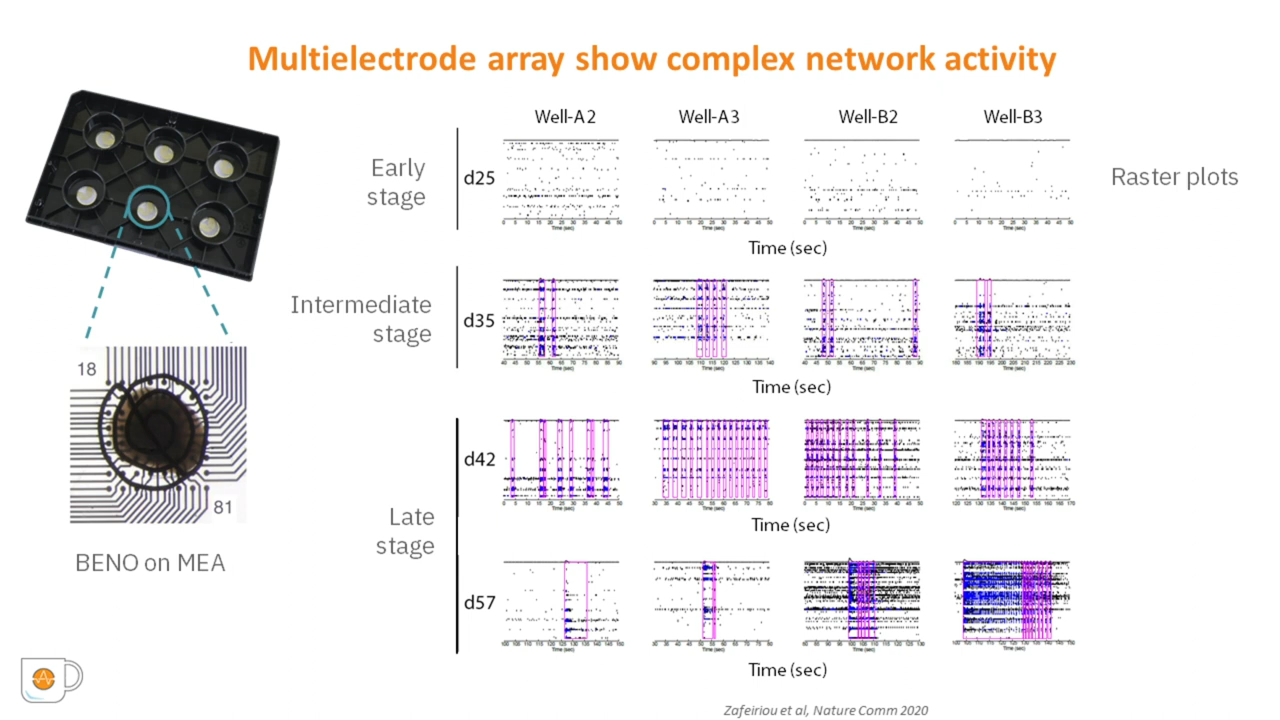 Multielectrode array show complex network activity
Well-A2 Well-A3 Well-B2 Well-B3
Early
stage
d25
Raster plots
Time (sec)
Intermediate
stage
d35
Time (sec)
18
81
BENO on MEA
Late
stage
d42
Time (sec)
d57
Time (sec)
Zafeiriou et al, Nature Comm 2020